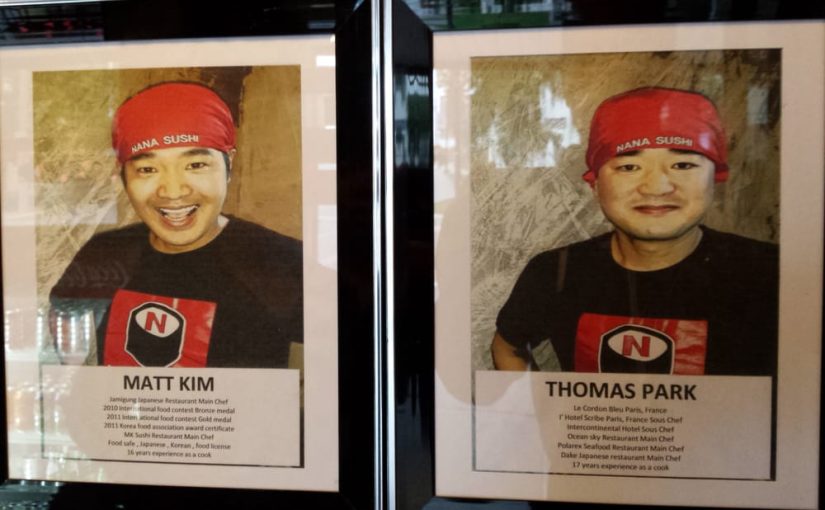 NANA SUSHI
N
MATT KIM
Jamigung Japanese Restaurant Main Chef
2010 International food contest Bronze medal
2011 International food contest Gold medal
2011 Korea food association award certificate
MK Sushi Restaurant Main Chef
Food safe , Japanese , Korean , food license
16 years experience as a cook
NANA SUSHI
N
THOMAS PARK
Le Cordon Bleu Paris, France
l' Hotel Scribe Paris, France Sous Chef
Intercontinental Hotel Sous Chef
Ocean sky Restaurant Main Chef
Polarex Seafood Restaurant Main Chef
Dake Japanese restaurant Main Chef
17 years experience as a cook